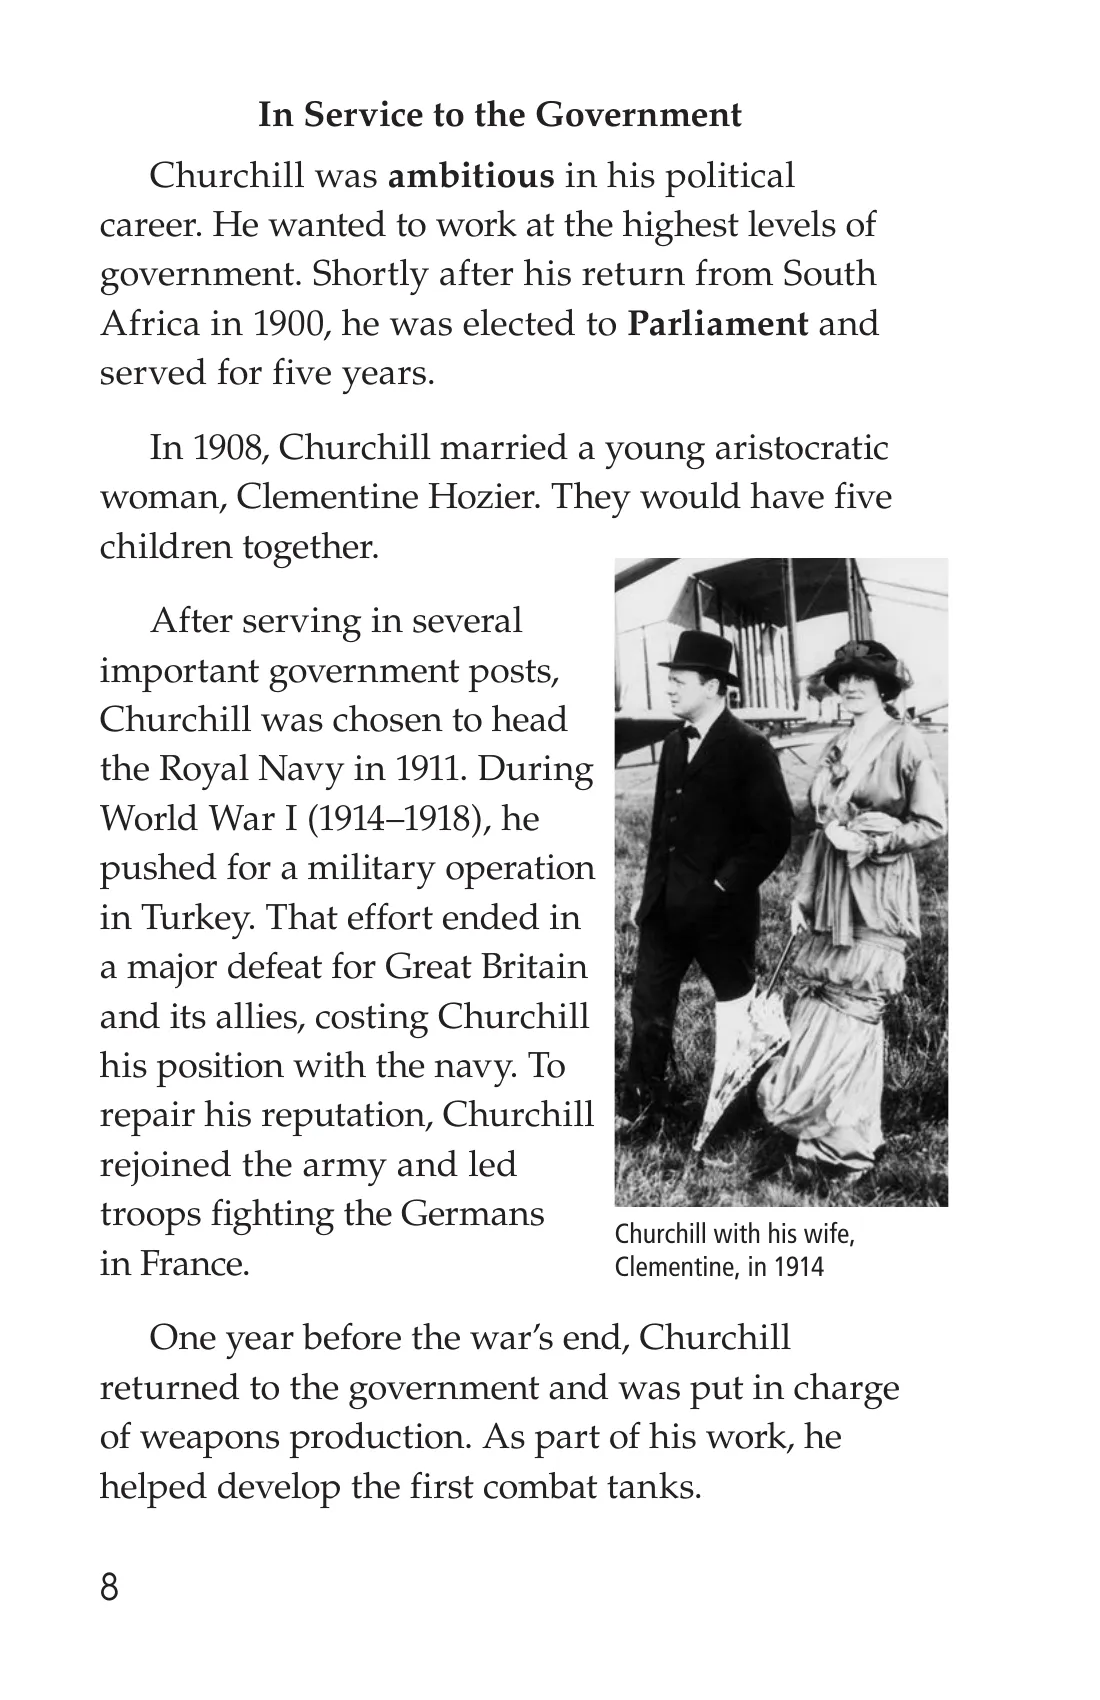 In Service to the Government
Churchill was ambitious in his political
career. He wanted to work at the highest levels of
government. Shortly after his return from South
Africa in 1900, he was elected to Parliament and
served for five years.
In 1908, Churchill married a young aristocratic
woman, Clementine Hozier. They would have five
children together.
After serving in several
important government posts,
Churchill was chosen to head
the Royal Navy in 1911. During
World War I (1914–1918), he
pushed for a military operation
in Turkey. That effort ended in
a major defeat for Great Britain
and its allies, costing Churchill
his position with the navy. To
repair his reputation, Churchill
rejoined the army and led
troops fighting the Germans
in France.
Churchill with his wife,
Clementine, in 1914
One year before the war’s end, Churchill
returned to the government and was put in charge
of weapons production. As part of his work, he
helped develop the first combat tanks.
8